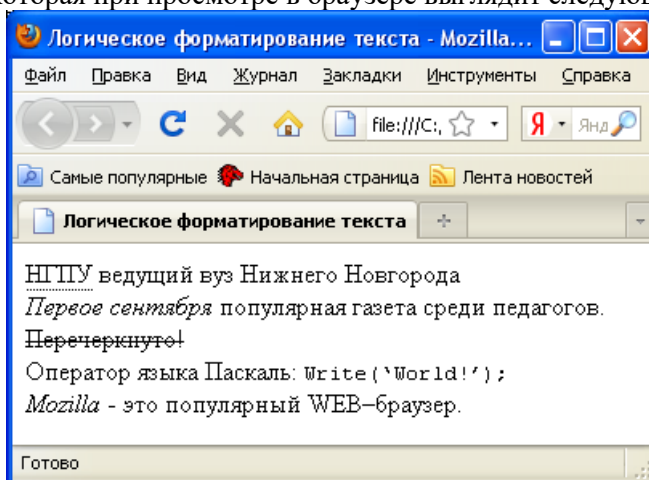 оторая при просмотре в браузере выглядит следую
Логическое форматирование текста - Mozilla...
Файл Правка Вид Журнал Закладки Инструменты Справка
file:///C:, Я Янд
Самые популярные Начальная страница Лента новостей
Логическое форматирование текста
НГПУ ведущий вуз Нижнего Новгорода
Первое сентября популярная газета среди педагогов.
Перечеркнуто!
Оператор языка Паскаль: Write(‘World!’);
Mozilla - это популярный WEB–браузер.
Готово